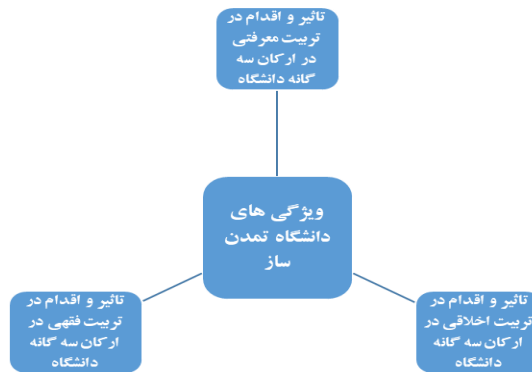 تاثیر و اقدام در
تربیت معرفتی
در ارکان سه
گانه دانشگاه
ویژگی های
دانشگاه تمدن
ساز
تاثیر و اقدام در
تربیت اخلاقی در
ارکان سه گانه
دانشگاه
تاثیر و اقدام در
تربیت فقهی در
ارکان سه گانه
دانشگاه